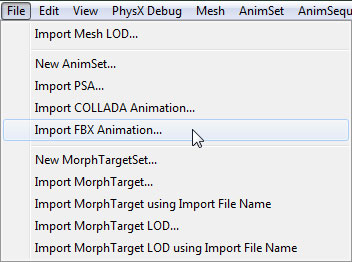 File Edit View PhysX Debug Mesh AnimSet AnimSequ
Import Mesh LOD...
New AnimSet...
Import PSA...
Import COLLADA Animation...
Import FBX Animation...
New MorphTargetSet...
Import MorphTarget...
Import MorphTarget using Import File Name
Import MorphTarget LOD...
Import MorphTarget LOD using Import File Name